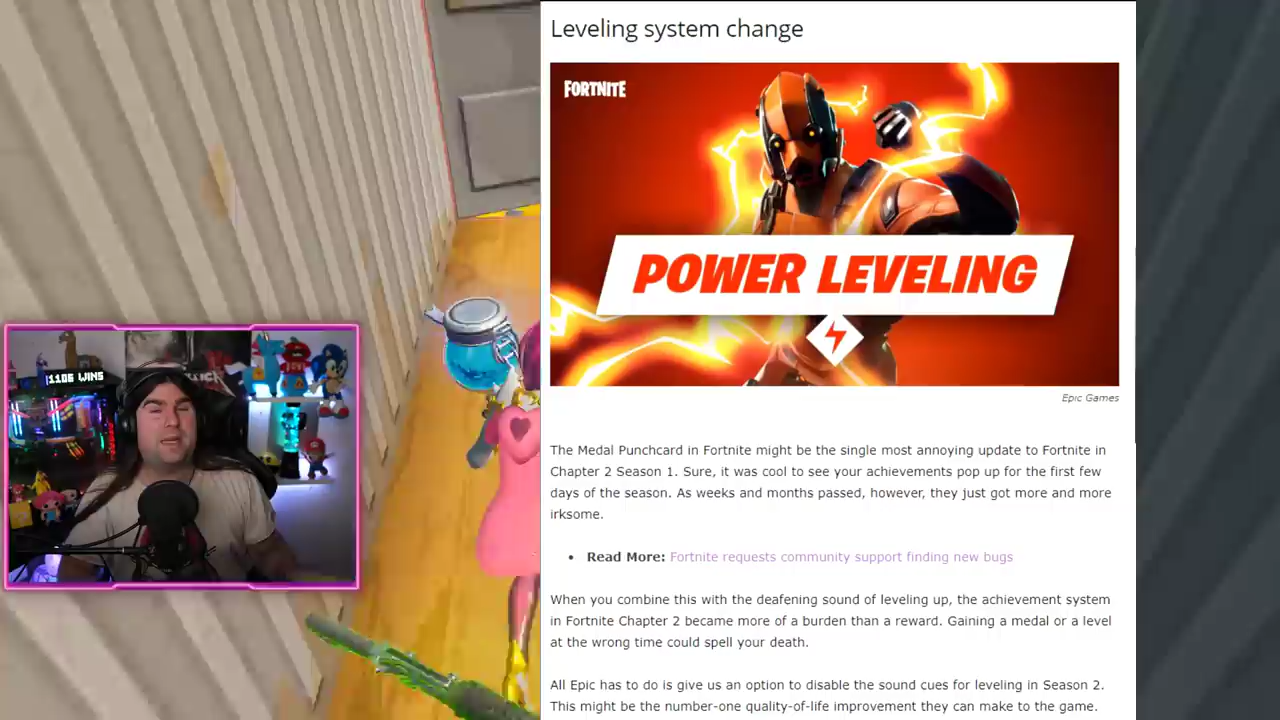 Leveling system change
FORTNITE
POWER LEVELING
Epic Games
1106 WINS
The Medal Punchcard in Fortnite might be the single most annoying update to Fortnite in
Chapter 2 Season 1. Sure, it was cool to see your achievements pop up for the first few
days of the season. As weeks and months passed, however, they just got more and more
irksome.
• Read More: Fortnite requests community support finding new bugs
When you combine this with the deafening sound of leveling up, the achievement system
in Fortnite Chapter 2 became more of a burden than a reward. Gaining a medal or a level
at the wrong time could spell your death.
All Epic has to do is give us an option to disable the sound cues for leveling in Season 2.
This might be the number-one quality-of-life improvement they can make to the game.